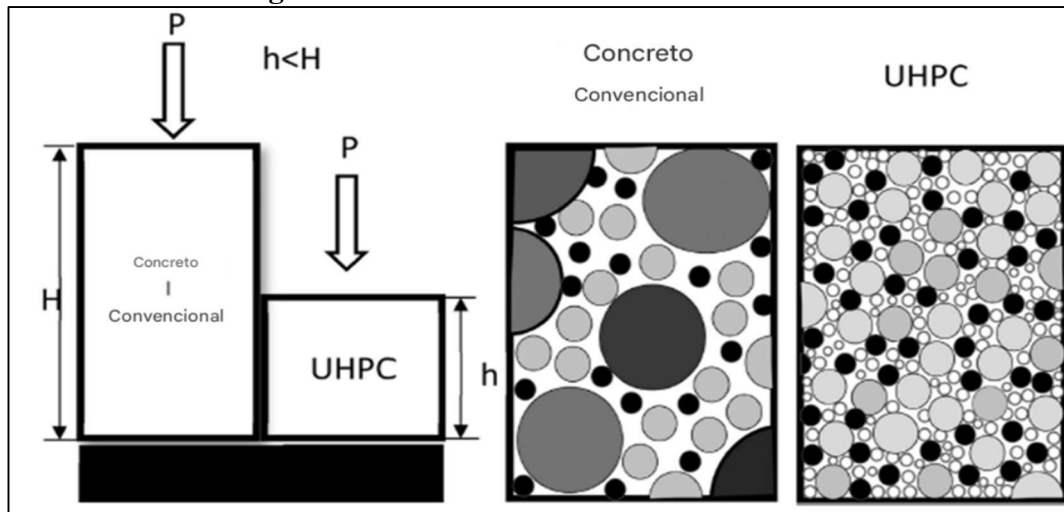 g
P
h<H
P
H
Concreto
Convencional
UHPC
h
Concreto
Convencional
UHPC